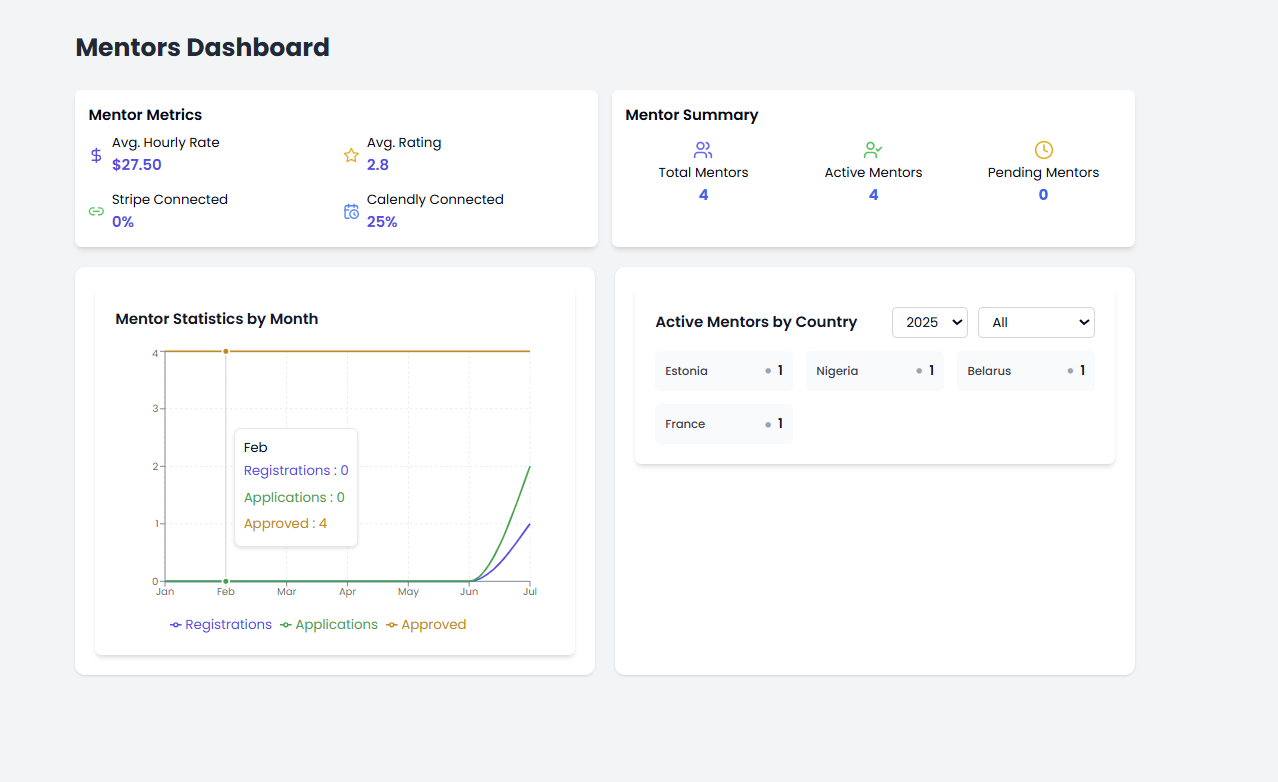 Mentors Dashboard
Mentor Metrics
Avg. Hourly Rate
$27.50
Avg. Rating
2.8
Stripe Connected
0%
Calendly Connected
25%
Mentor Summary
Total Mentors
4
Active Mentors
4
Pending Mentors
0
Mentor Statistics by Month
4
3
2
1
0
Jan Feb Mar Apr May Jun Jul
Feb
Registrations : 0
Applications : 0
Approved : 4
Registrations Applications Approved
Active Mentors by Country
2025
All
Estonia 1
Nigeria 1
Belarus 1
France 1